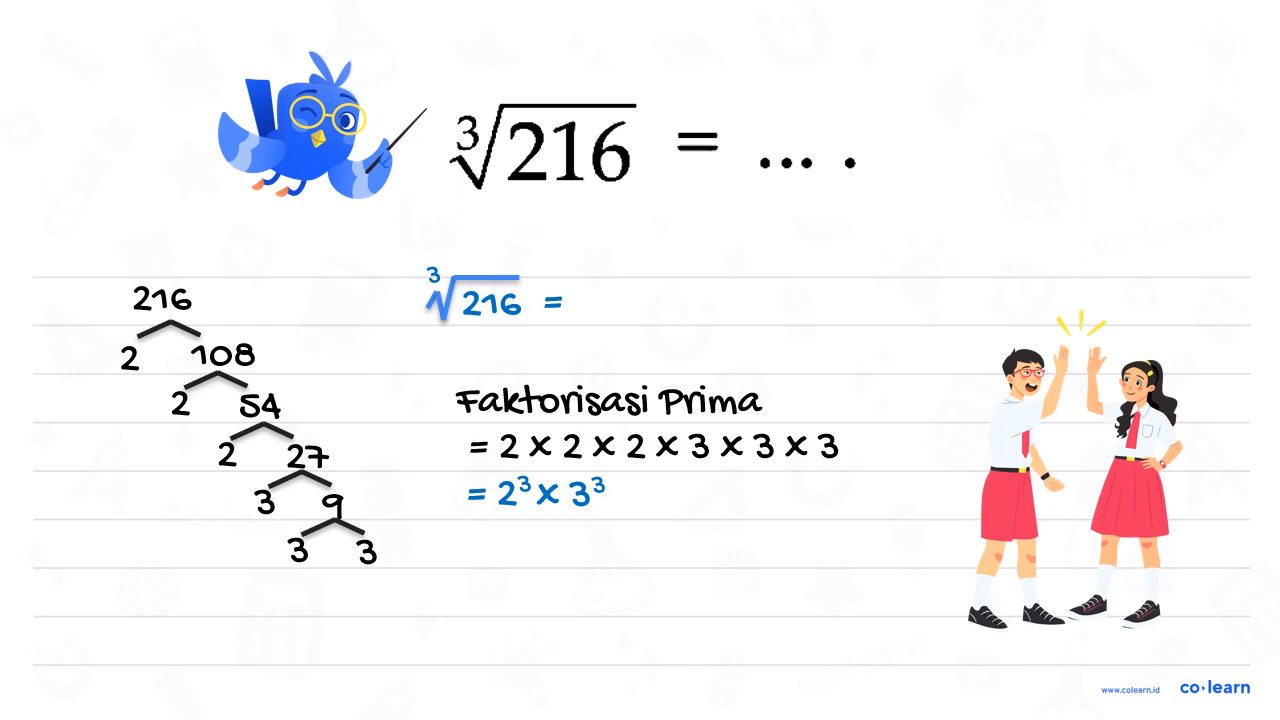 ∛216 = ... .
216
2 108
2 54
2 27
3 9
3 3
∛216 =
Faktorisasi Prima
= 2 x 2 x 2 x 3 x 3 x 3
= 2³ x 3³
www.colearn.id co·learn